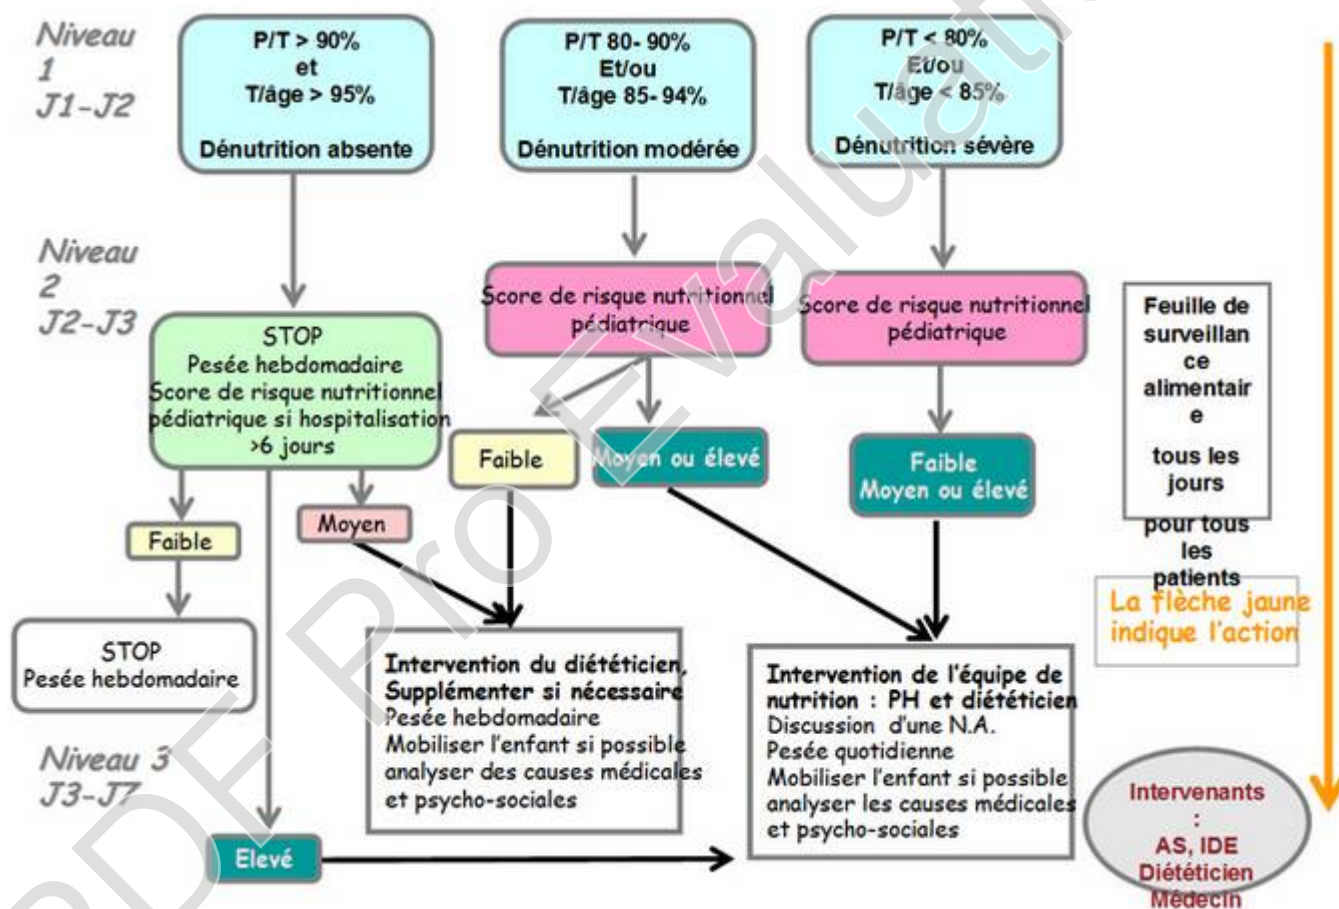 Niveau
1
J1-J2
P/T > 90%
et
T/âge > 95%
Dénutrition absente
P/T 80- 90%
Et/ou
T/âge 85- 94%
Dénutrition modérée
P/T < 80%
Et/ou
T/âge < 85%
Dénutrition sévère
Niveau
2
J2-J3
STOP
Pesée hebdomadaire
Score de risque nutritionnel
pédiatrique si hospitalisation
>6 jours
Score de risque nutritionnel
pédiatrique
Score de risque nutritionnel
pédiatrique
Feuille de
surveillan
ce
alimentair
e
tous les
jours
pour tous
les
patients
Faible
Moyen ou élevé
Faible
Moyen ou élevé
Faible
Moyen
La flèche jaune
indique l'action
STOP
Pesée hebdomadaire
Intervention du diététicien,
Supplémenter si nécessaire
Pesée hebdomadaire
Mobiliser l'enfant si possible
analyser des causes médicales
et psycho-sociales
Intervention de l'équipe de
nutrition : PH et diététicien
Discussion d'une N.A.
Pesée quotidienne
Mobiliser l'enfant si possible
analyser les causes médicales
et psycho-sociales
Niveau 3
J3-J7
Elevé
Intervenants
:
AS, IDE
Diététicien
Médecin
PDF Pro Evaluati